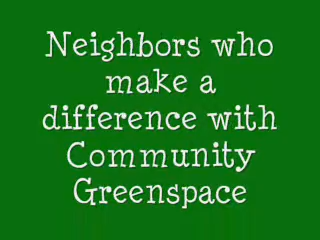 Neighbors who
make a
difference with
Community
Greenspace